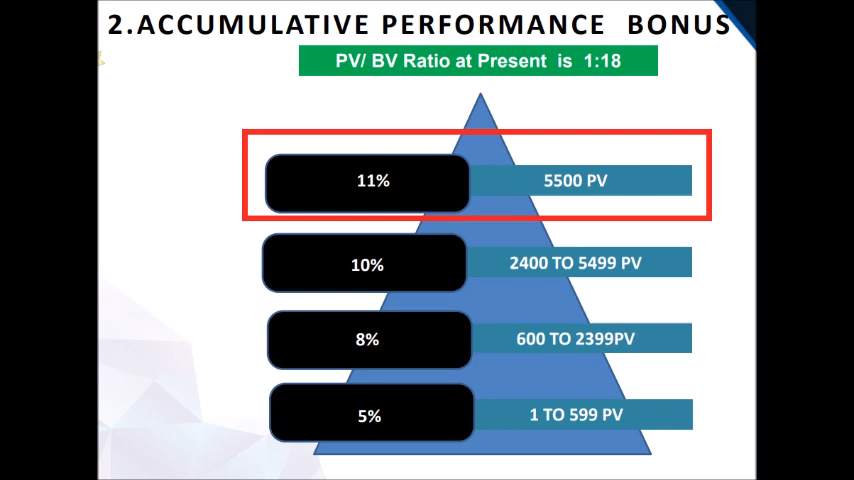 2.ACCUMULATIVE PERFORMANCE BONUS
PV/ BV Ratio at Present is 1:18
11% 5500 PV
10% 2400 TO 5499 PV
8% 600 TO 2399PV
5% 1 TO 599 PV